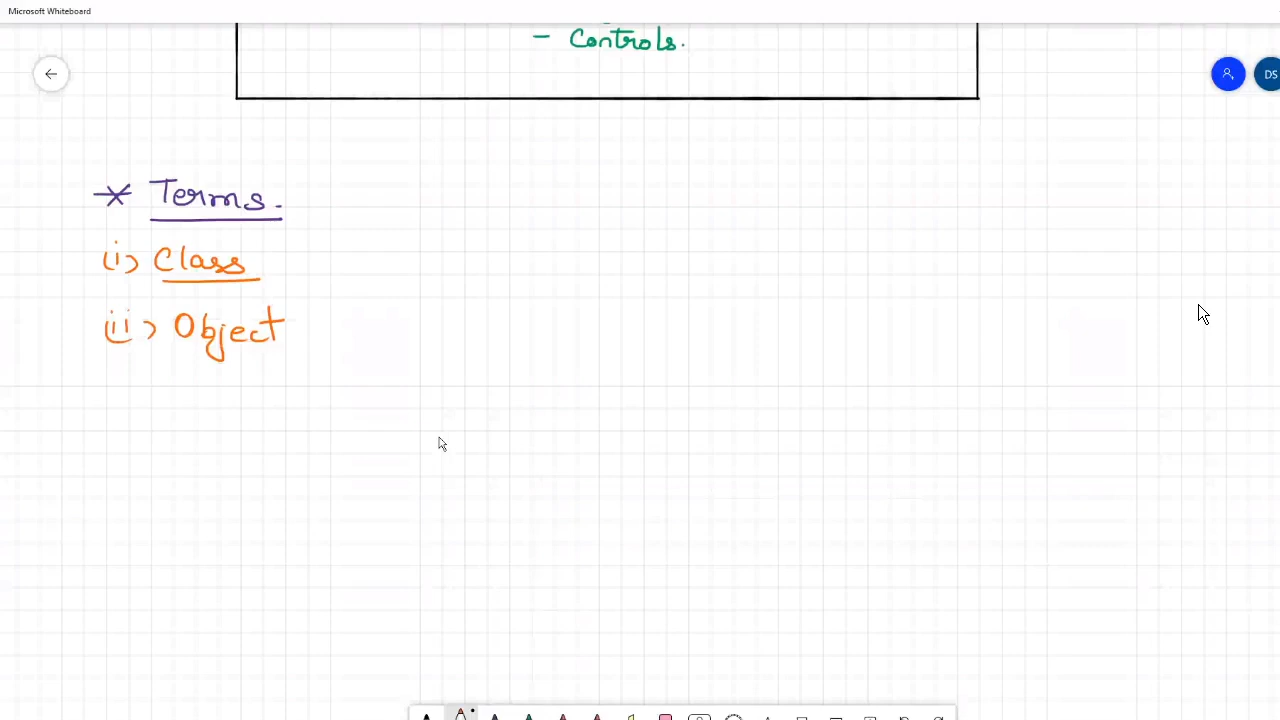 Microsoft Whiteboard
- Controls.
DS
* Terms.
(i) Class
(ii) Object